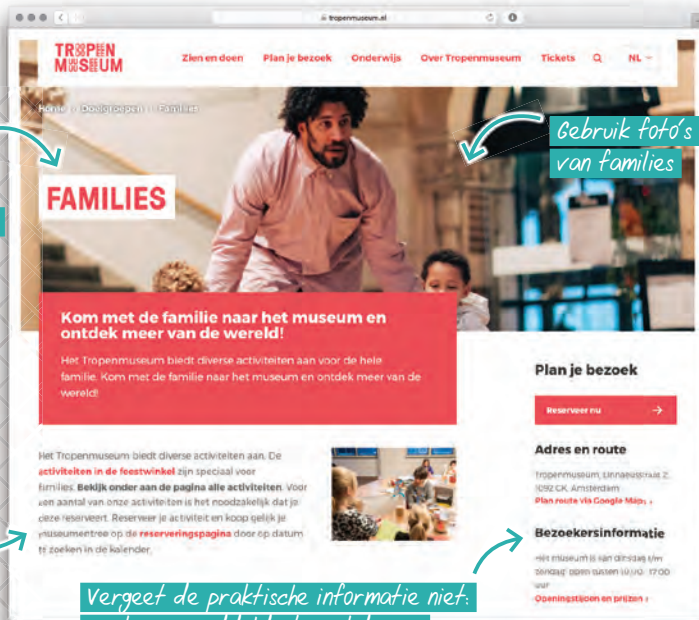 tropenmuseum.nl
TROPEN
MUSEUM
Zien en doen Plan je bezoek Onderwijs Over Tropenmuseum Tickets NL
Home Doelgroepen Families
Gebruik foto's
van families
FAMILIES
Kom met de familie naar het museum en
ontdek meer van de wereld!
Het Tropenmuseum biedt diverse activiteiten aan voor de hele
familie. Kom met de familie naar het museum en ontdek meer van de
wereld!
Plan je bezoek
Reserveer nu →
Het Tropenmuseum biedt diverse activiteiten aan. De
activiteiten in de feestwinkel zijn speciaal voor
families. Bekijk onder aan de pagina alle activiteiten. Voor
een aantal van onze activiteiten is het noodzakelijk dat je
deze reserveert. Reserveer je activiteit en koop gelijk je
museumentree op de reserveringspagina door op datum
te zoeken in de kalender.
Adres en route
Tropenmuseum, Linnaeusstraat 2,
1092 CK, Amsterdam
Plan route via Google Maps ›
Bezoekersinformatie
Het museum is van dinsdag t/m
zondag open tussen 10.00 - 17.00
uur
Openingstijden en prijzen ›
Vergeet de praktische informatie niet: